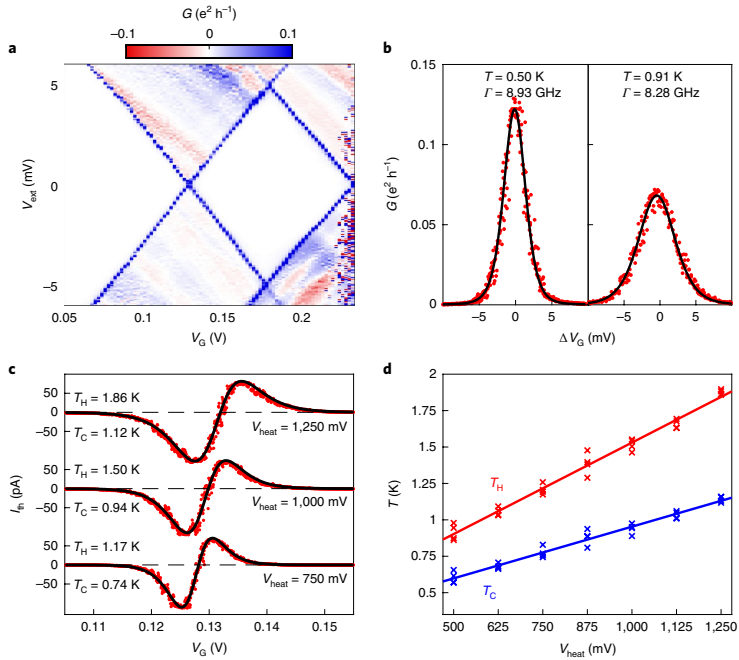 G (e² h⁻¹)
−0.1 0 0.1
a
V_ext (mV)
5
0
−5
0.05 0.1 0.15 0.2
V_G (V)
b
T = 0.50 K
Γ = 8.93 GHz
T = 0.91 K
Γ = 8.28 GHz
G (e² h⁻¹)
0.15
0.10
0.05
0
−5 0 5 −5 0 5
Δ V_G (mV)
c
I_th (pA)
T_H = 1.86 K
T_C = 1.12 K
V_heat = 1,250 mV
T_H = 1.50 K
T_C = 0.94 K
V_heat = 1,000 mV
T_H = 1.17 K
T_C = 0.74 K
V_heat = 750 mV
50
0
−50
50
0
−50
50
0
−50
0.11 0.12 0.13 0.14 0.15
V_G (V)
d
T (K)
2
1.75
1.5
1.25
1
0.75
0.5
T_H
T_C
500 625 750 875 1,000 1,125 1,250
V_heat (mV)